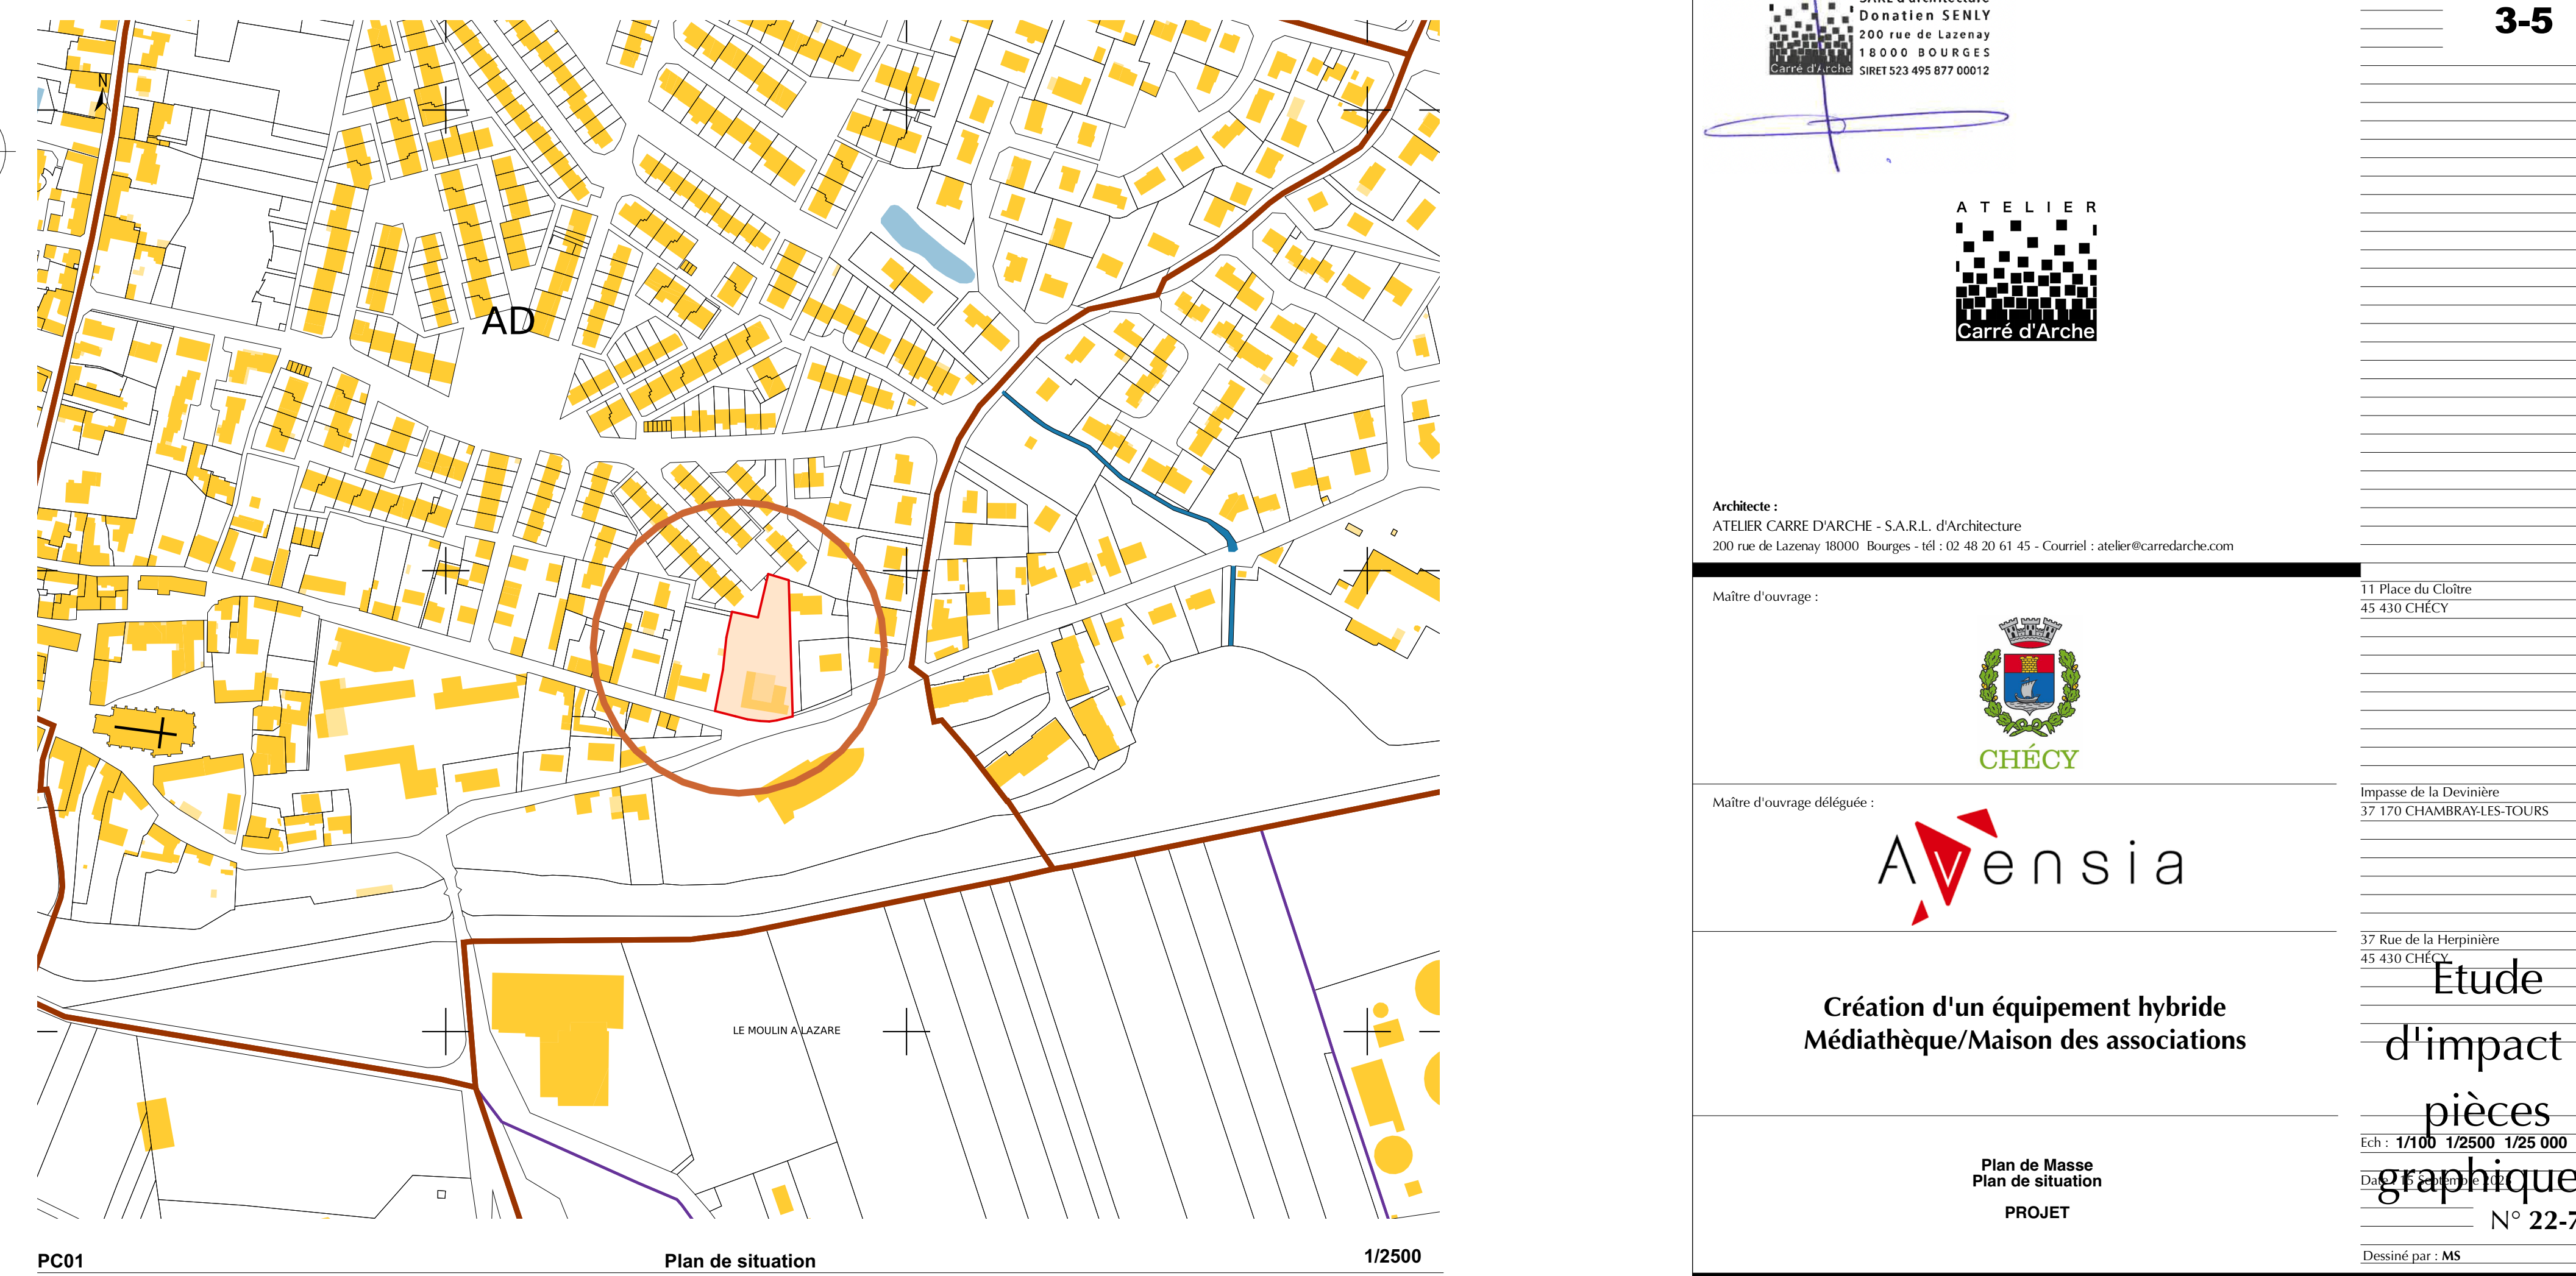 N
AD
LE MOULIN A LAZARE
PC01
Plan de situation
1/2500
Donatien SENLY
200 rue de Lazenay
18000 BOURGES
Carré d'Arche
SIRET 523 495 877 00012
3-5
ATELIER
Carré d'Arche
Architecte :
ATELIER CARRE D'ARCHE - S.A.R.L. d'Architecture
200 rue de Lazenay 18000 Bourges - tél : 02 48 20 61 45 - Courriel : atelier@carredarche.com
Maître d'ouvrage :
11 Place du Cloître
45 430 CHÉCY
CHÉCY
Maître d'ouvrage déléguée :
Impasse de la Devinière
37 170 CHAMBRAY-LES-TOURS
Avensia
37 Rue de la Herpinière
45 430 CHÉCY
Création d'un équipement hybride
Médiathèque/Maison des associations
Etude
d'impact
pièces
graphique
Ech : 1/100 1/2500 1/25 000
Plan de Masse
Plan de situation
PROJET
N° 22-7
Dessiné par : MS